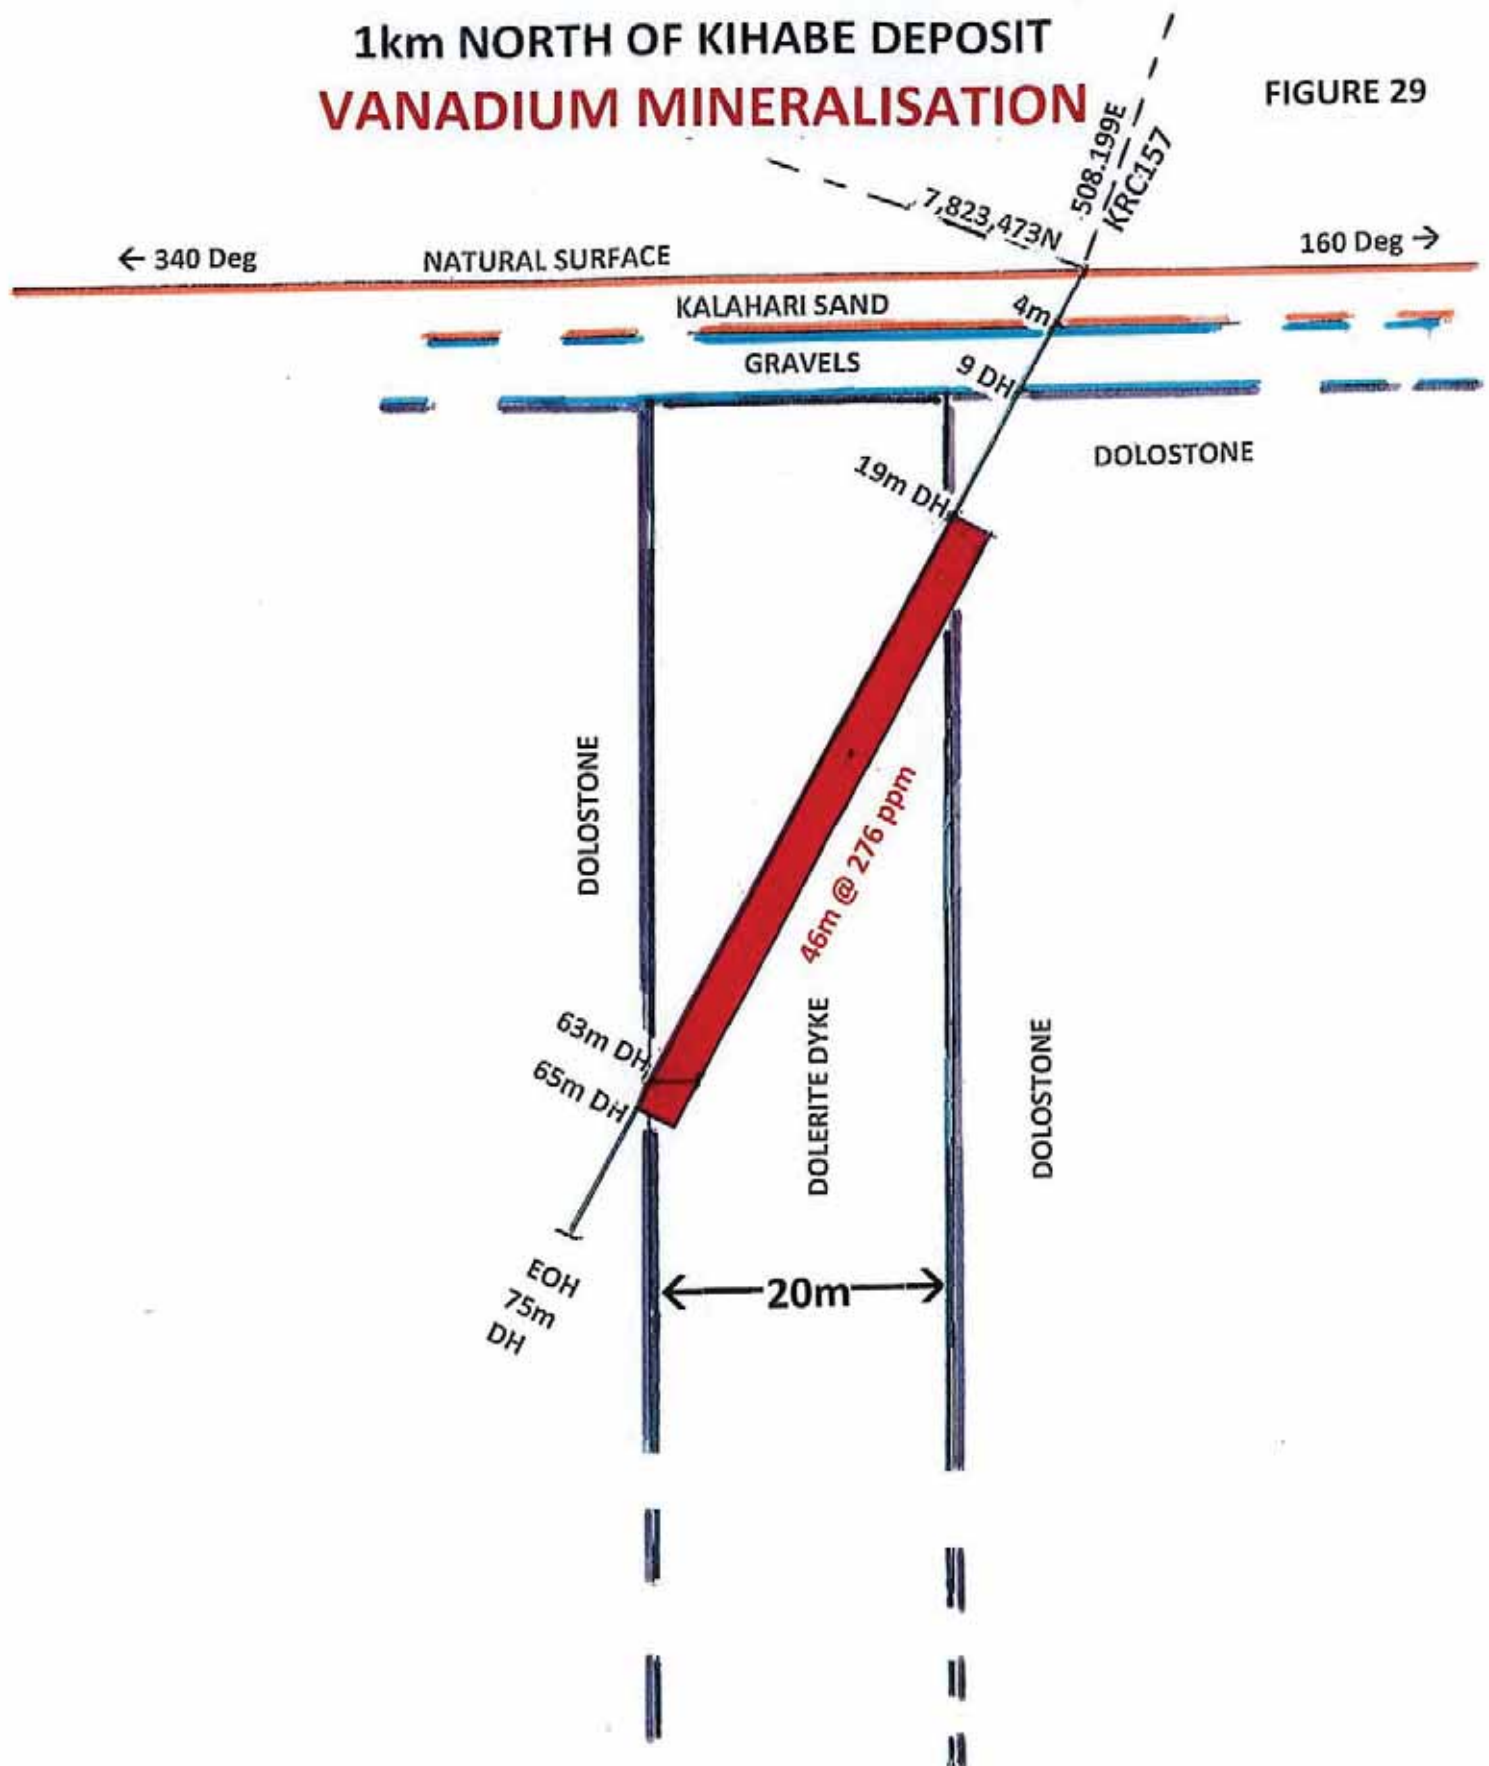 1km NORTH OF KIHABE DEPOSIT
VANADIUM MINERALISATION
FIGURE 29
508.199E
KRC157
7,823,473N
← 340 Deg
NATURAL SURFACE
160 Deg →
KALAHARI SAND
4m
GRAVELS
9 DH
DOLOSTONE
19m DH
DOLOSTONE
46m @ 276 ppm
63m DH
65m DH
DOLERITE DYKE
DOLOSTONE
EOH
75m
DH
20m